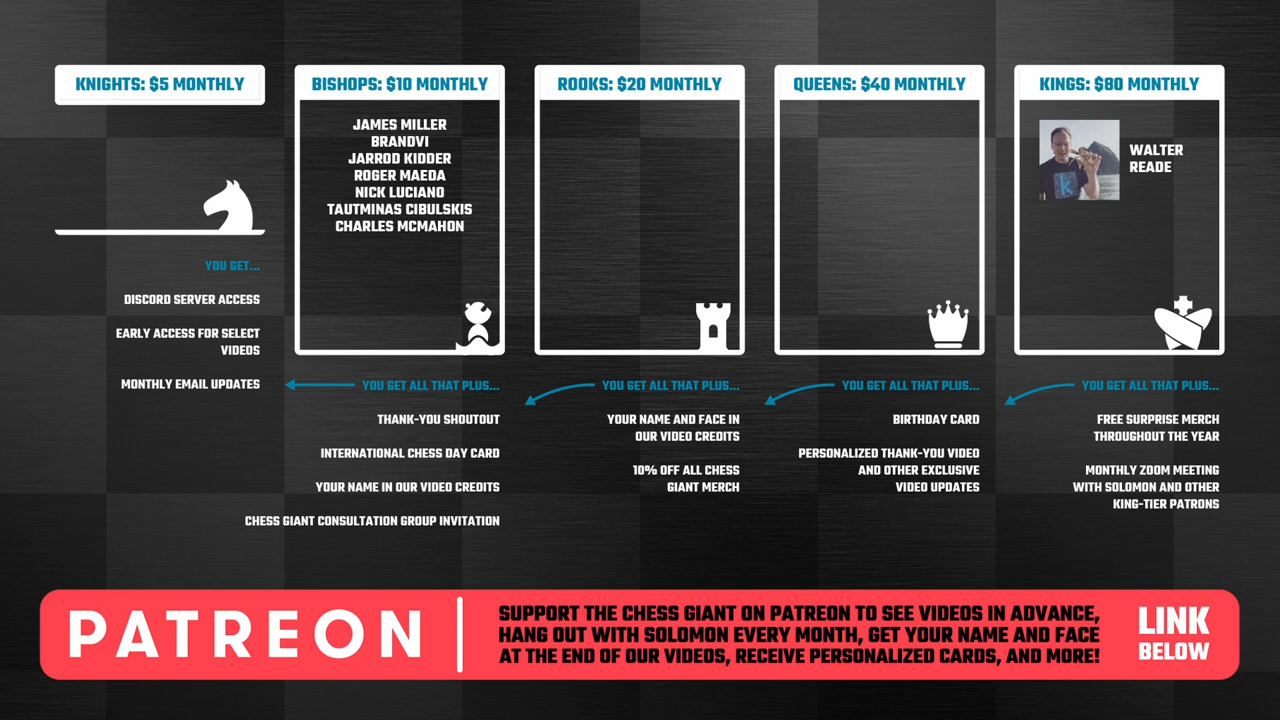 KNIGHTS: $5 MONTHLY
YOU GET...
DISCORD SERVER ACCESS
EARLY ACCESS FOR SELECT
VIDEOS
MONTHLY EMAIL UPDATES
BISHOPS: $10 MONTHLY
JAMES MILLER
BRANDVI
JARROD KIDDER
ROGER MAEDA
NICK LUCIANO
TAUTMINAS CIBULSKIS
CHARLES MCMAHON
YOU GET ALL THAT PLUS...
THANK-YOU SHOUTOUT
INTERNATIONAL CHESS DAY CARD
YOUR NAME IN OUR VIDEO CREDITS
CHESS GIANT CONSULTATION GROUP INVITATION
ROOKS: $20 MONTHLY
YOU GET ALL THAT PLUS...
YOUR NAME AND FACE IN
OUR VIDEO CREDITS
10% OFF ALL CHESS
GIANT MERCH
QUEENS: $40 MONTHLY
YOU GET ALL THAT PLUS...
BIRTHDAY CARD
PERSONALIZED THANK-YOU VIDEO
AND OTHER EXCLUSIVE
VIDEO UPDATES
KINGS: $80 MONTHLY
WALTER
READE
YOU GET ALL THAT PLUS...
FREE SURPRISE MERCH
THROUGHOUT THE YEAR
MONTHLY ZOOM MEETING
WITH SOLOMON AND OTHER
KING-TIER PATRONS
PATREON
SUPPORT THE CHESS GIANT ON PATREON TO SEE VIDEOS IN ADVANCE,
HANG OUT WITH SOLOMON EVERY MONTH, GET YOUR NAME AND FACE
AT THE END OF OUR VIDEOS, RECEIVE PERSONALIZED CARDS, AND MORE!
LINK
BELOW